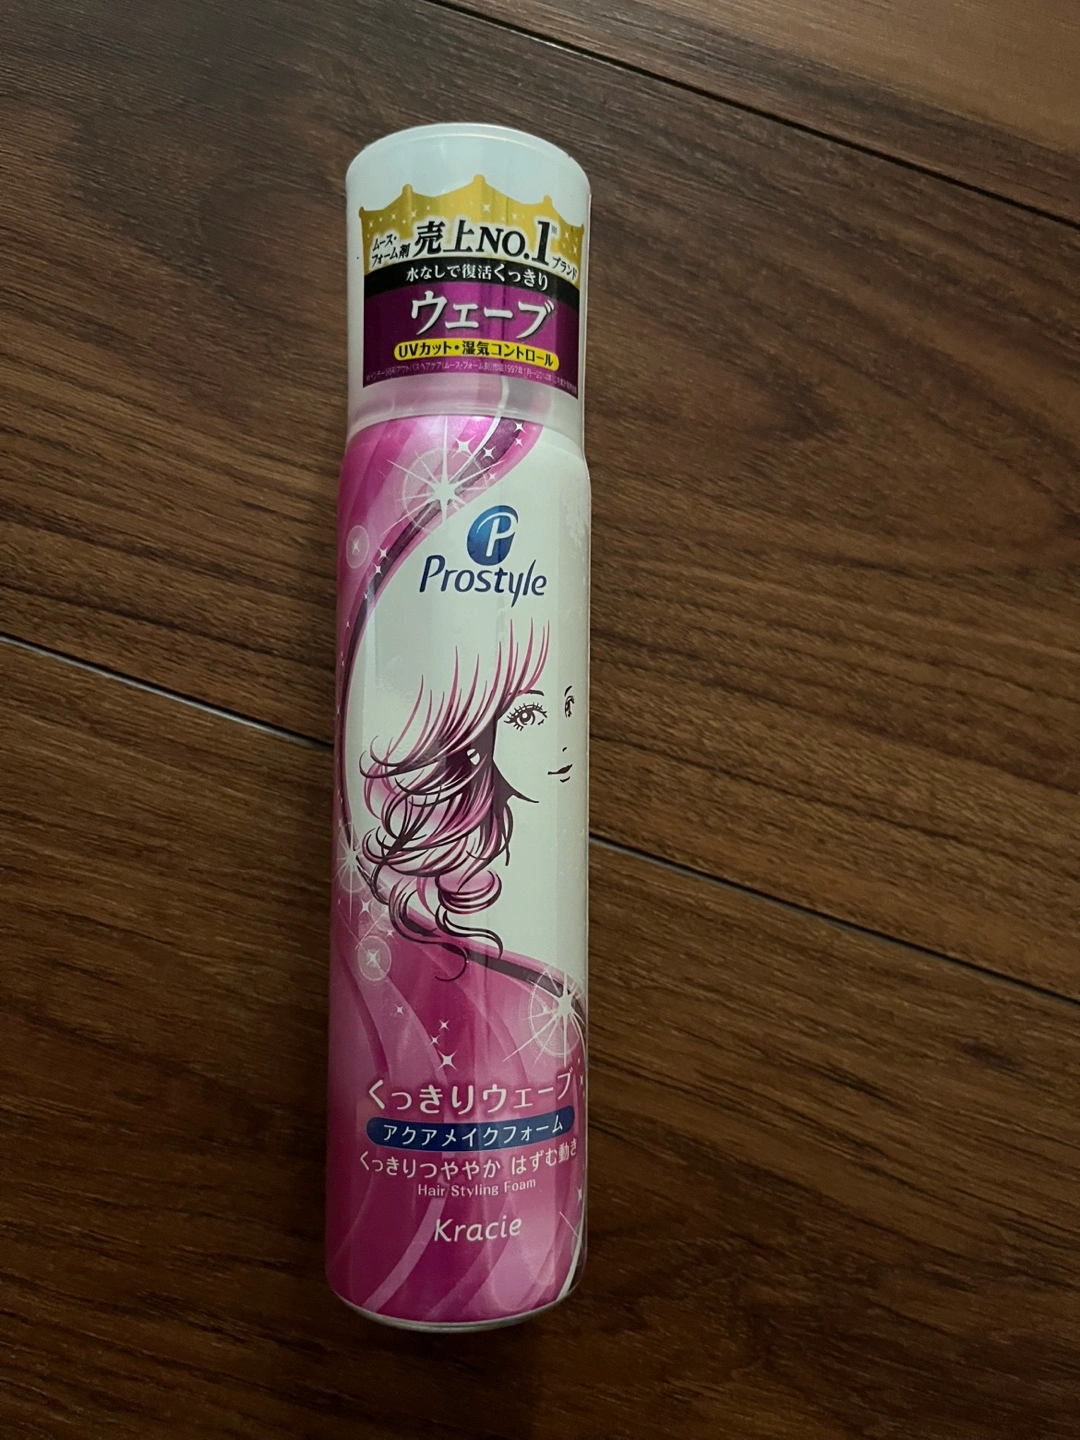 ムース・フォーム剤 売上NO.1※ ブランド
水なしで復活くっきり
ウェーブ
UVカット・湿気コントロール
P
Prostyle
くっきりウェーブ
アクアメイクフォーム
くっきりつややか はずむ動き
Hair Styling Foam
Kracie